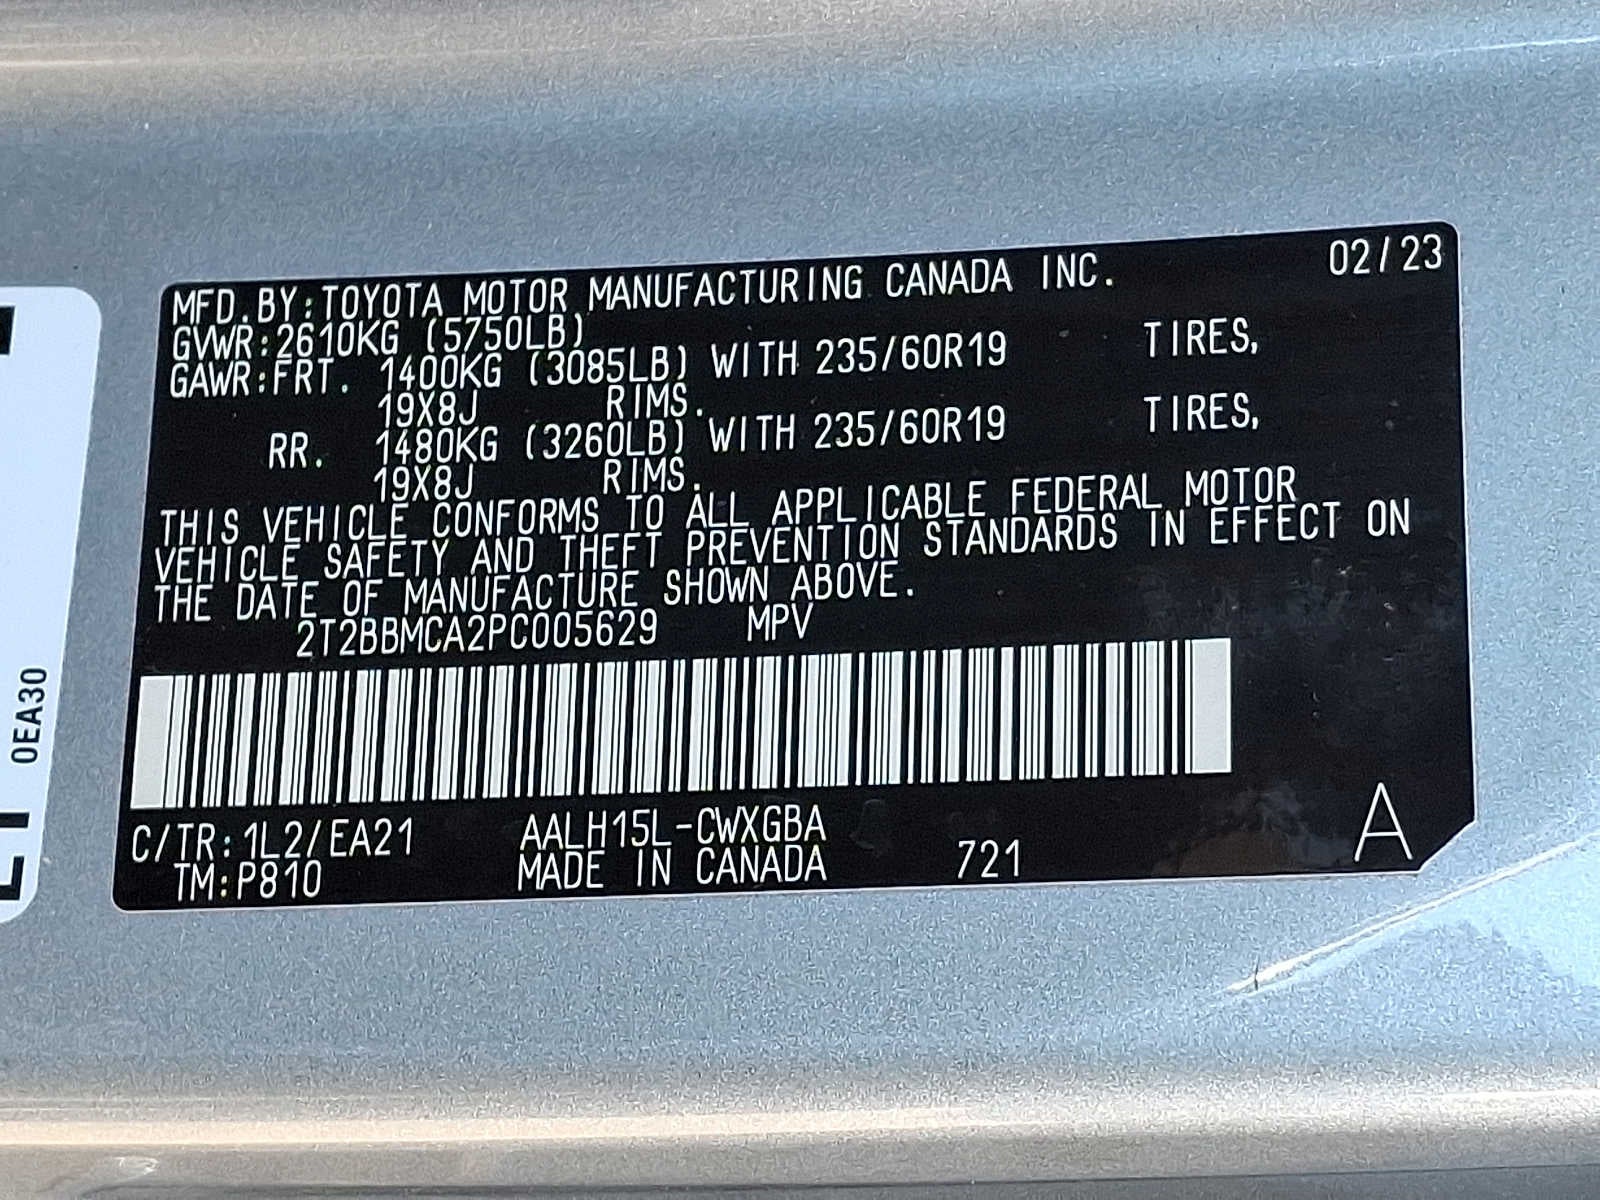 MFD.BY:TOYOTA MOTOR MANUFACTURING CANADA INC. 02/23
GVWR:2610KG (5750LB)
GAWR:FRT. 1400KG (3085LB) WITH 235/60R19 TIRES,
19X8J RIMS.
RR. 1480KG (3260LB) WITH 235/60R19 TIRES,
19X8J RIMS.
THIS VEHICLE CONFORMS TO ALL APPLICABLE FEDERAL MOTOR
VEHICLE SAFETY AND THEFT PREVENTION STANDARDS IN EFFECT ON
THE DATE OF MANUFACTURE SHOWN ABOVE.
2T2BBMCA2PC005629 MPV
C/TR:1L2/EA21 AALH15L-CWXGBA
TM:P810 MADE IN CANADA 721 A
0EA30